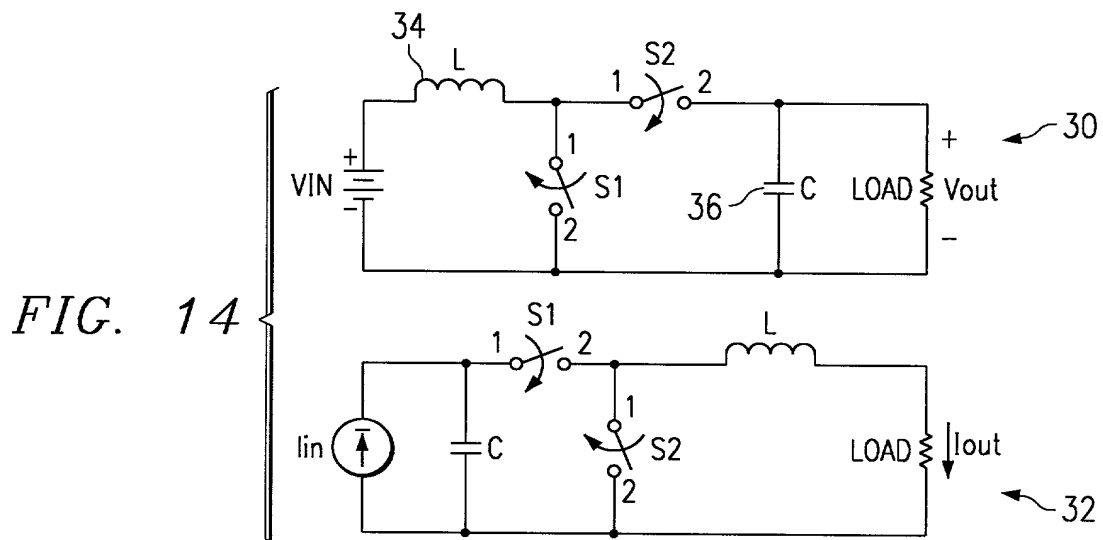 34
L
S2
1 2
30
+
1
+
VIN
S1
36
C
LOAD
Vout
-
2
-
FIG. 14
S1
L
1 2
1
Iin
C
S2
LOAD
Iout
2
32